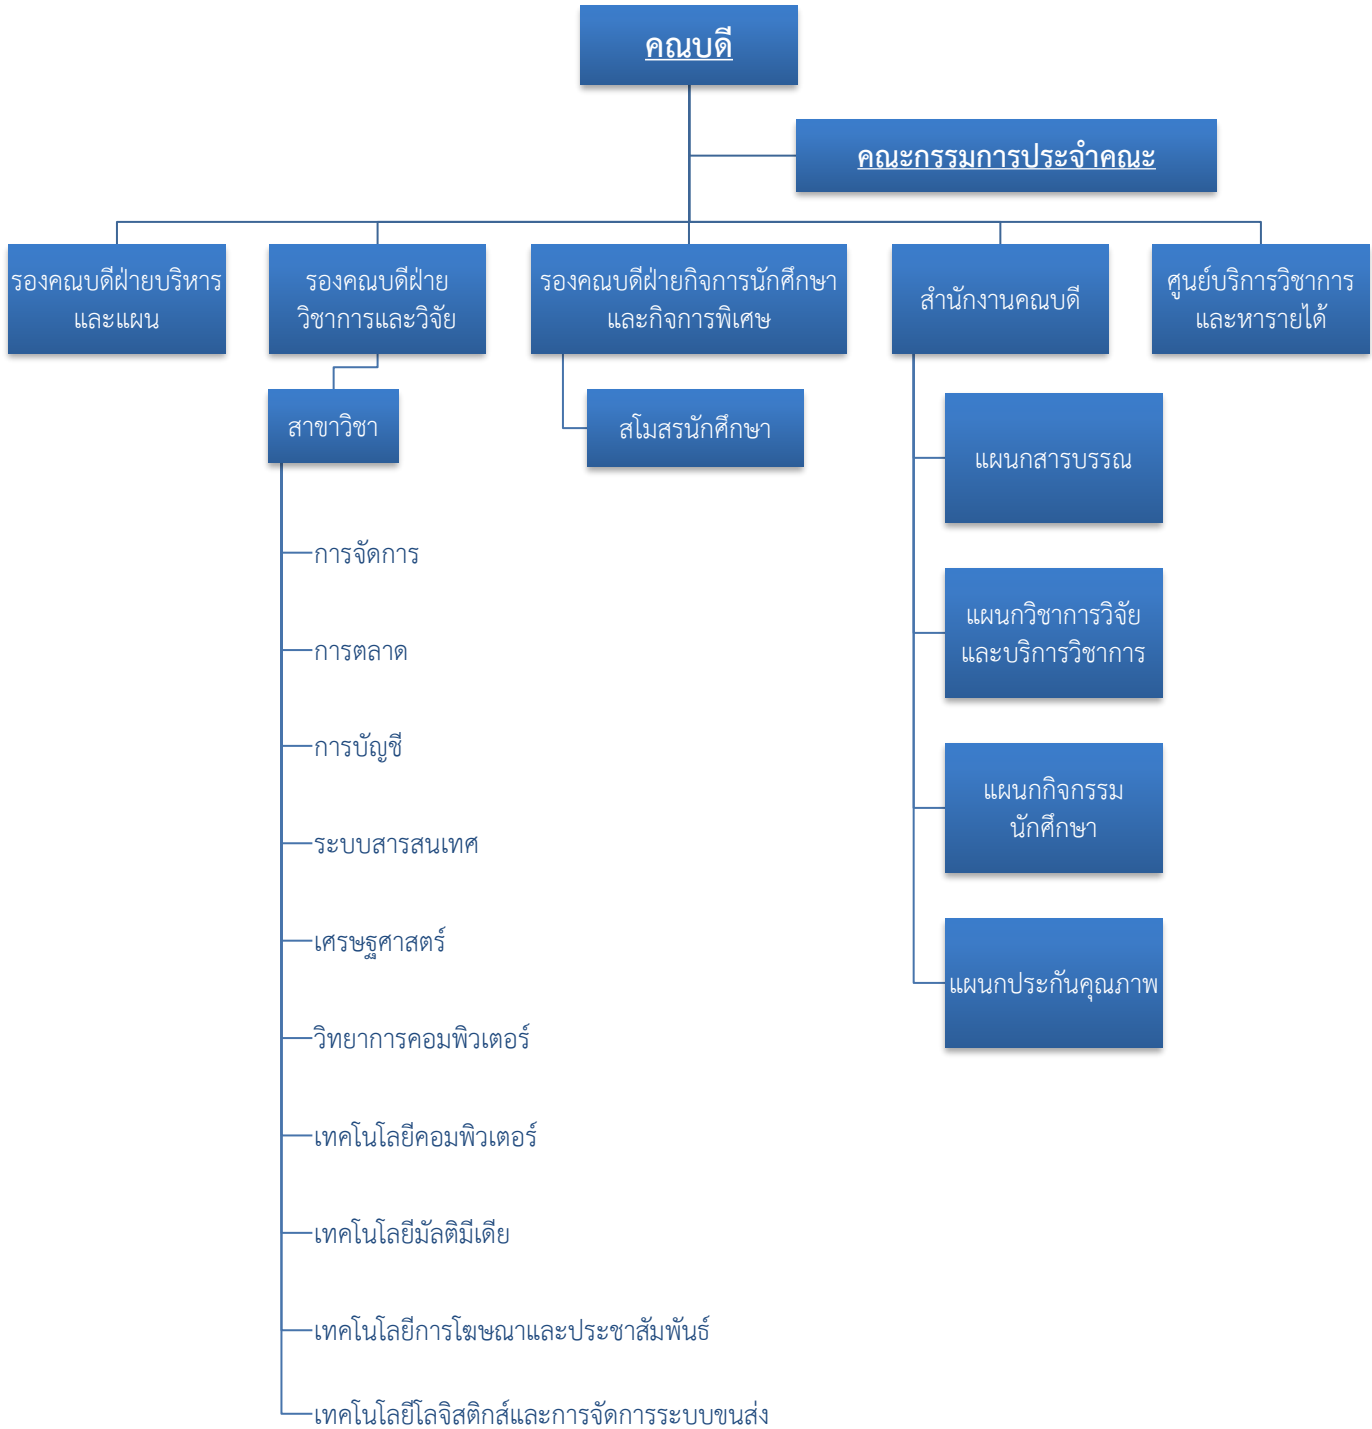 คณบดี
คณะกรรมการประจำคณะ
รองคณบดีฝ่ายบริหาร
และแผน
รองคณบดีฝ่าย
วิชาการและวิจัย
รองคณบดีฝ่ายกิจการนักศึกษา
และกิจการพิเศษ
สำนักงานคณบดี
ศูนย์บริการวิชาการ
และหารายได้
สาขาวิชา
สโมสรนักศึกษา
การจัดการ
การตลาด
การบัญชี
ระบบสารสนเทศ
เศรษฐศาสตร์
วิทยาการคอมพิวเตอร์
เทคโนโลยีคอมพิวเตอร์
เทคโนโลยีมัลติมีเดีย
เทคโนโลยีการโฆษณาและประชาสัมพันธ์
เทคโนโลยีโลจิสติกส์และการจัดการระบบขนส่ง
แผนกสารบรรณ
แผนกวิชาการวิจัย
และบริการวิชาการ
แผนกกิจกรรม
นักศึกษา
แผนกประกันคุณภาพ